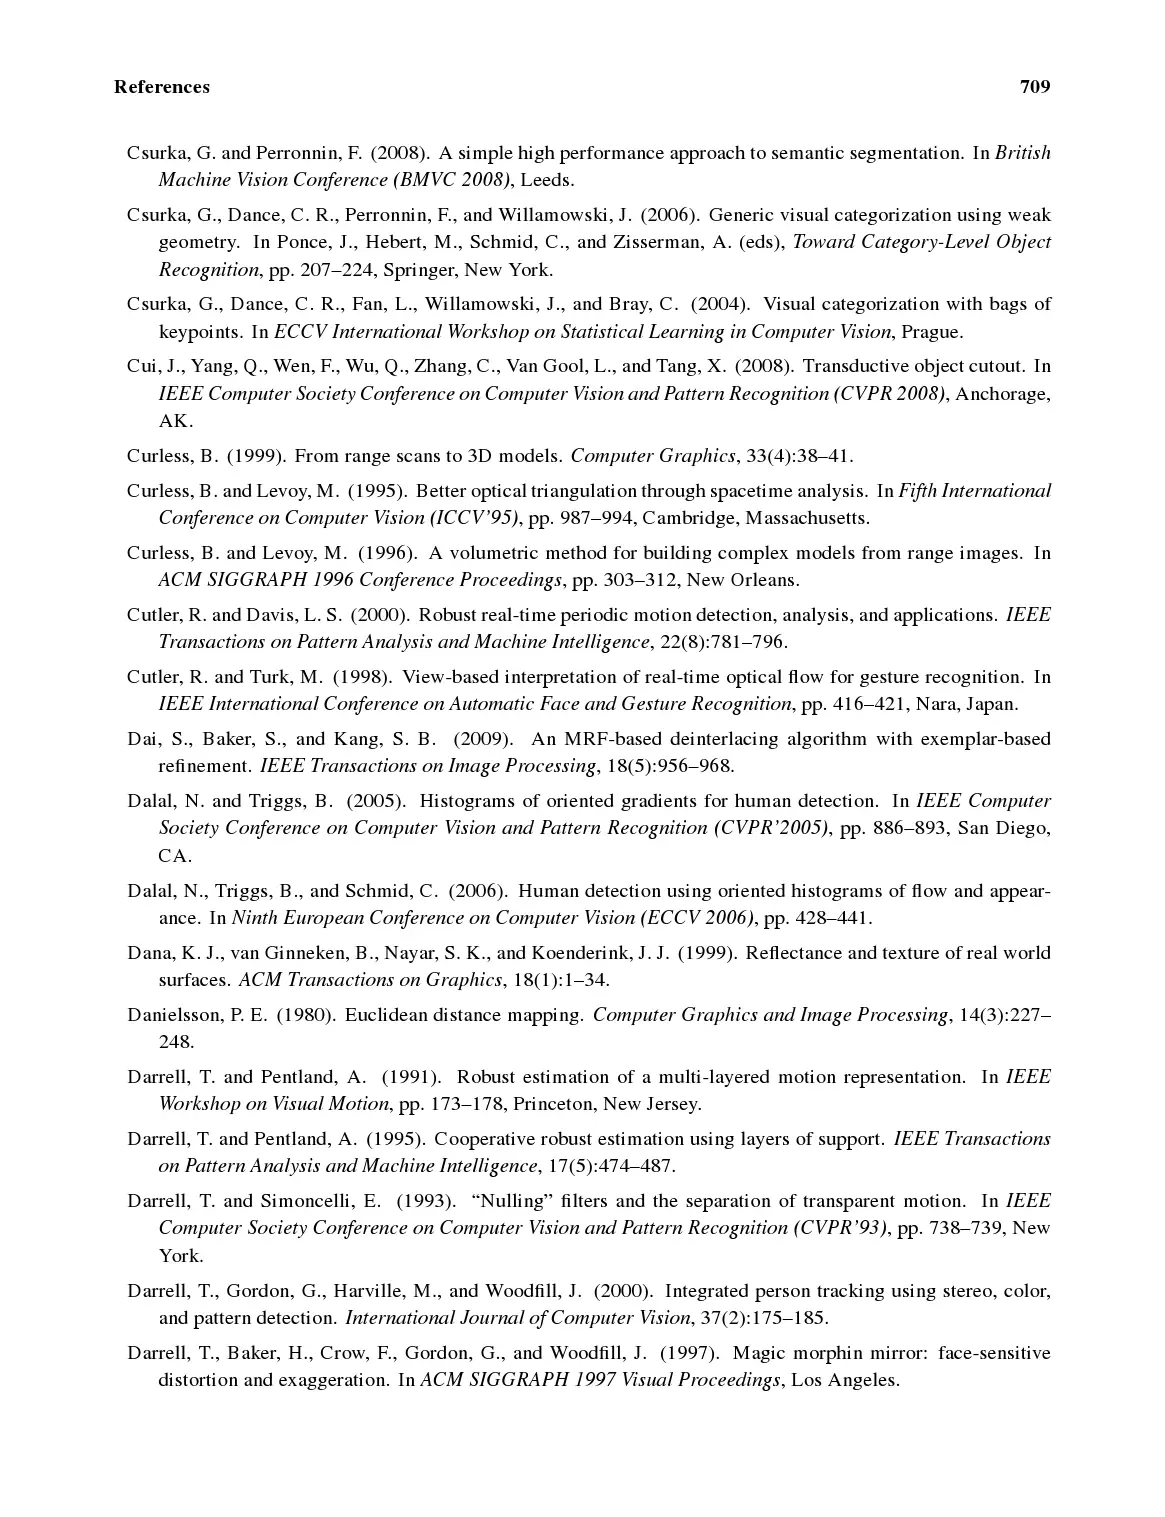 References 709
Csurka, G. and Perronnin, F. (2008). A simple high performance approach to semantic segmentation. In British
Machine Vision Conference (BMVC 2008), Leeds.
Csurka, G., Dance, C. R., Perronnin, F., and Willamowski, J. (2006). Generic visual categorization using weak
geometry. In Ponce, J., Hebert, M., Schmid, C., and Zisserman, A. (eds), Toward Category-Level Object
Recognition, pp. 207–224, Springer, New York.
Csurka, G., Dance, C. R., Fan, L., Willamowski, J., and Bray, C. (2004). Visual categorization with bags of
keypoints. In ECCV International Workshop on Statistical Learning in Computer Vision, Prague.
Cui, J., Yang, Q., Wen, F., Wu, Q., Zhang, C., Van Gool, L., and Tang, X. (2008). Transductive object cutout. In
IEEE Computer Society Conference on Computer Vision and Pattern Recognition (CVPR 2008), Anchorage,
AK.
Curless, B. (1999). From range scans to 3D models. Computer Graphics, 33(4):38–41.
Curless, B. and Levoy, M. (1995). Better optical triangulation through spacetime analysis. In Fifth International
Conference on Computer Vision (ICCV'95), pp. 987–994, Cambridge, Massachusetts.
Curless, B. and Levoy, M. (1996). A volumetric method for building complex models from range images. In
ACM SIGGRAPH 1996 Conference Proceedings, pp. 303–312, New Orleans.
Cutler, R. and Davis, L. S. (2000). Robust real-time periodic motion detection, analysis, and applications. IEEE
Transactions on Pattern Analysis and Machine Intelligence, 22(8):781–796.
Cutler, R. and Turk, M. (1998). View-based interpretation of real-time optical flow for gesture recognition. In
IEEE International Conference on Automatic Face and Gesture Recognition, pp. 416–421, Nara, Japan.
Dai, S., Baker, S., and Kang, S. B. (2009). An MRF-based deinterlacing algorithm with exemplar-based
refinement. IEEE Transactions on Image Processing, 18(5):956–968.
Dalal, N. and Triggs, B. (2005). Histograms of oriented gradients for human detection. In IEEE Computer
Society Conference on Computer Vision and Pattern Recognition (CVPR'2005), pp. 886–893, San Diego,
CA.
Dalal, N., Triggs, B., and Schmid, C. (2006). Human detection using oriented histograms of flow and appear-
ance. In Ninth European Conference on Computer Vision (ECCV 2006), pp. 428–441.
Dana, K. J., van Ginneken, B., Nayar, S. K., and Koenderink, J. J. (1999). Reflectance and texture of real world
surfaces. ACM Transactions on Graphics, 18(1):1–34.
Danielsson, P. E. (1980). Euclidean distance mapping. Computer Graphics and Image Processing, 14(3):227–
248.
Darrell, T. and Pentland, A. (1991). Robust estimation of a multi-layered motion representation. In IEEE
Workshop on Visual Motion, pp. 173–178, Princeton, New Jersey.
Darrell, T. and Pentland, A. (1995). Cooperative robust estimation using layers of support. IEEE Transactions
on Pattern Analysis and Machine Intelligence, 17(5):474–487.
Darrell, T. and Simoncelli, E. (1993). “Nulling” filters and the separation of transparent motion. In IEEE
Computer Society Conference on Computer Vision and Pattern Recognition (CVPR'93), pp. 738–739, New
York.
Darrell, T., Gordon, G., Harville, M., and Woodfill, J. (2000). Integrated person tracking using stereo, color,
and pattern detection. International Journal of Computer Vision, 37(2):175–185.
Darrell, T., Baker, H., Crow, F., Gordon, G., and Woodfill, J. (1997). Magic morphin mirror: face-sensitive
distortion and exaggeration. In ACM SIGGRAPH 1997 Visual Proceedings, Los Angeles.